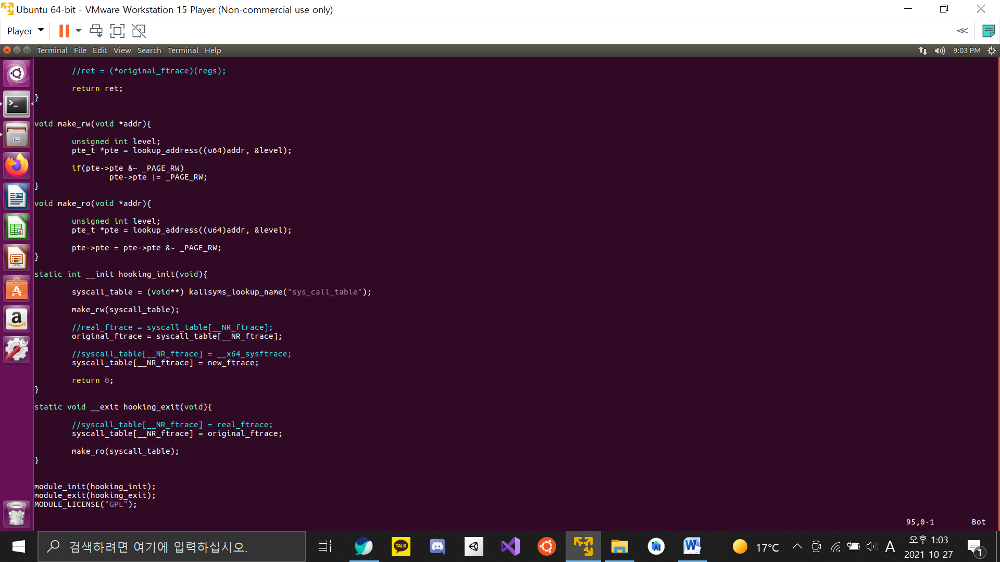 Ubuntu 64-bit - VMware Workstation 15 Player (Non-commercial use only)
Player
Terminal File Edit View Search Terminal Help 9:03 PM
//ret = (*original_ftrace)(regs);
return ret;
}
void make_rw(void *addr){
unsigned int level;
pte_t *pte = lookup_address((u64)addr, &level);
if(pte->pte &~ _PAGE_RW)
pte->pte |= _PAGE_RW;
}
void make_ro(void *addr){
unsigned int level;
pte_t *pte = lookup_address((u64)addr, &level);
pte->pte = pte->pte &~ _PAGE_RW;
}
static int __init hooking_init(void){
syscall_table = (void**) kallsyms_lookup_name("sys_call_table");
make_rw(syscall_table);
//real_ftrace = syscall_table[__NR_ftrace];
original_ftrace = syscall_table[__NR_ftrace];
//syscall_table[__NR_ftrace] = __x64_sysftrace;
syscall_table[__NR_ftrace] = new_ftrace;
return 0;
}
static void __exit hooking_exit(void){
//syscall_table[__NR_ftrace] = real_ftrace;
syscall_table[__NR_ftrace] = original_ftrace;
make_ro(syscall_table);
}
module_init(hooking_init);
module_exit(hooking_exit);
MODULE_LICENSE("GPL");
95,0-1 Bot
검색하려면 여기에 입력하십시오.
TALK
17°C
A
오후 1:03
2021-10-27
1